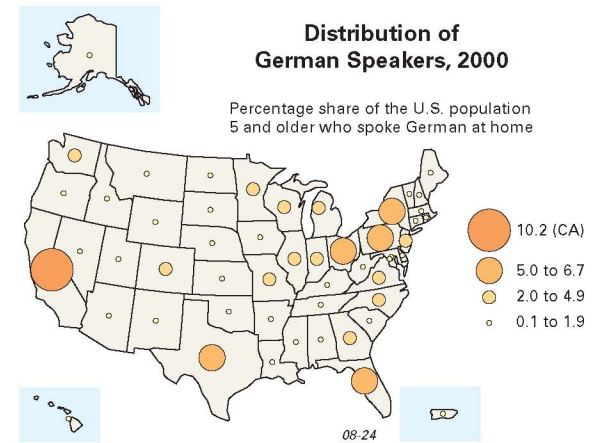 Distribution of
German Speakers, 2000
Percentage share of the U.S. population
5 and older who spoke German at home
10.2 (CA)
5.0 to 6.7
2.0 to 4.9
0.1 to 1.9
08-24